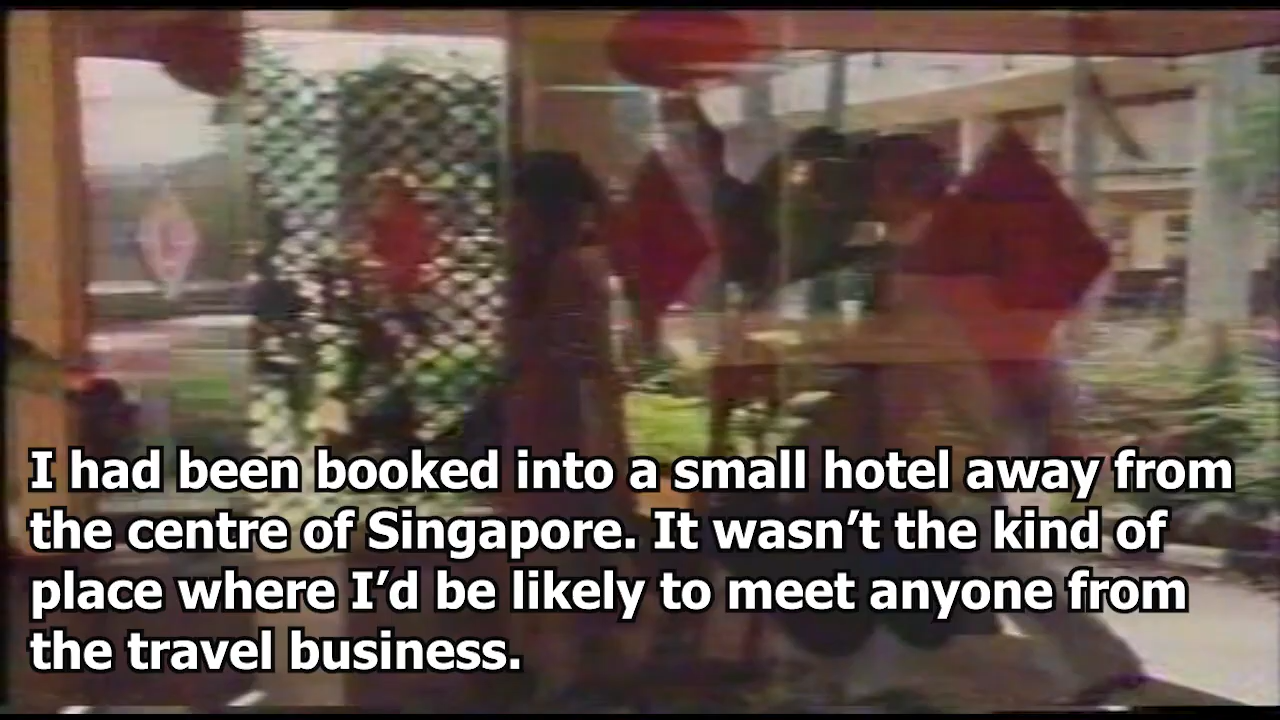 I had been booked into a small hotel away from
the centre of Singapore. It wasn’t the kind of
place where I’d be likely to meet anyone from
the travel business.